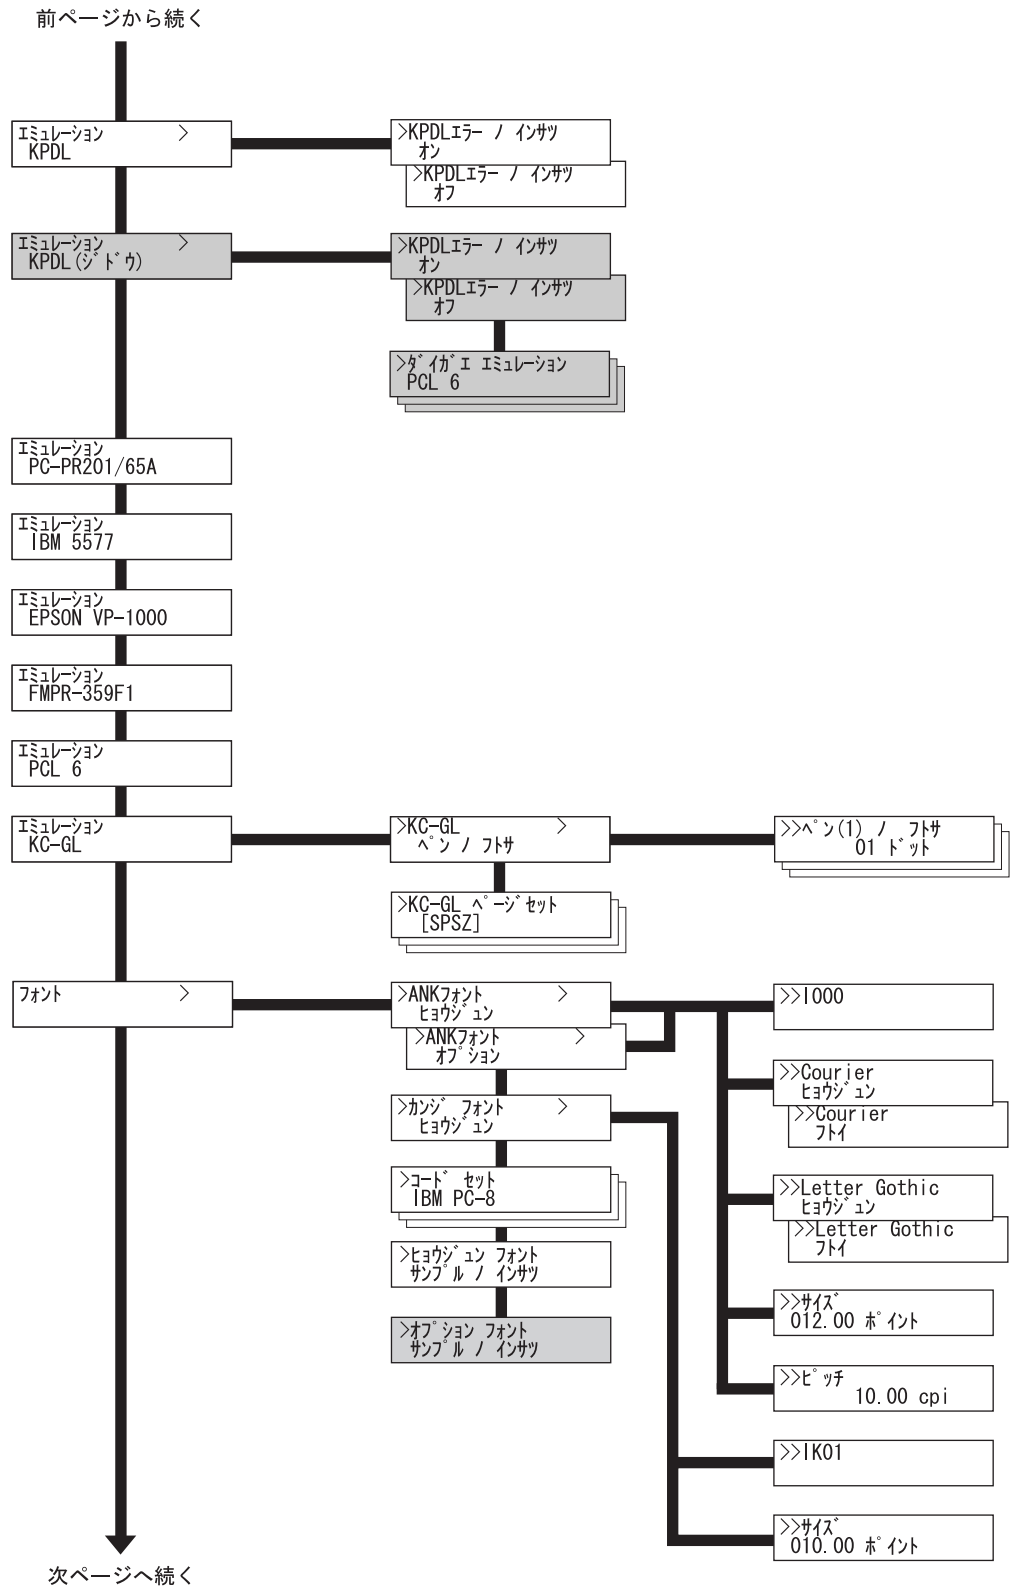 前ページから続く
エミュレーション >
KPDL
>KPDLエラー ノ インサツ
オン
>KPDLエラー ノ インサツ
オフ
エミュレーション >
KPDL(ジドウ)
>KPDLエラー ノ インサツ
オン
>KPDLエラー ノ インサツ
オフ
>ダイガエ エミュレーション
PCL 6
エミュレーション
PC-PR201/65A
エミュレーション
IBM 5577
エミュレーション
EPSON VP-1000
エミュレーション
FMPR-359F1
エミュレーション
PCL 6
エミュレーション
KC-GL
>KC-GL >
ペン ノ フトサ
>>ペン(1) ノ フトサ
01 ドット
>KC-GL ページセット
[SPSZ]
フォント >
>ANKフォント >
ヒョウジュン
>ANKフォント >
オプション
>>I000
>>Courier
ヒョウジュン
>>Courier
フトイ
>カンジ フォント >
ヒョウジュン
>コード セット
IBM PC-8
>>Letter Gothic
ヒョウジュン
>>Letter Gothic
フトイ
>ヒョウジュン フォント
サンプル ノ インサツ
>>サイズ
012.00 ポイント
>オプション フォント
サンプル ノ インサツ
>>ピッチ
10.00 cpi
>>IK01
>>サイズ
010.00 ポイント
次ページへ続く